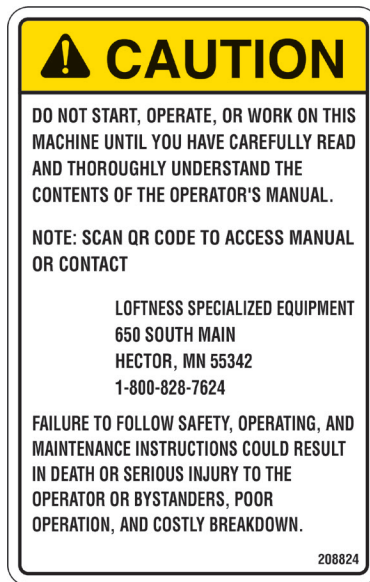 CAUTION
DO NOT START, OPERATE, OR WORK ON THIS
MACHINE UNTIL YOU HAVE CAREFULLY READ
AND THOROUGHLY UNDERSTAND THE
CONTENTS OF THE OPERATOR'S MANUAL.
NOTE: SCAN QR CODE TO ACCESS MANUAL
OR CONTACT
LOFTNESS SPECIALIZED EQUIPMENT
650 SOUTH MAIN
HECTOR, MN 55342
1-800-828-7624
FAILURE TO FOLLOW SAFETY, OPERATING, AND
MAINTENANCE INSTRUCTIONS COULD RESULT
IN DEATH OR SERIOUS INJURY TO THE
OPERATOR OR BYSTANDERS, POOR
OPERATION, AND COSTLY BREAKDOWN.
208824